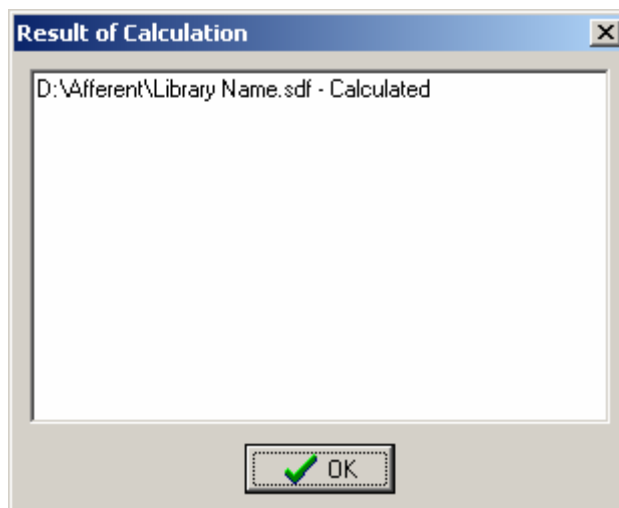 Result of Calculation
D:\Afferent\Library Name.sdf - Calculated
OK